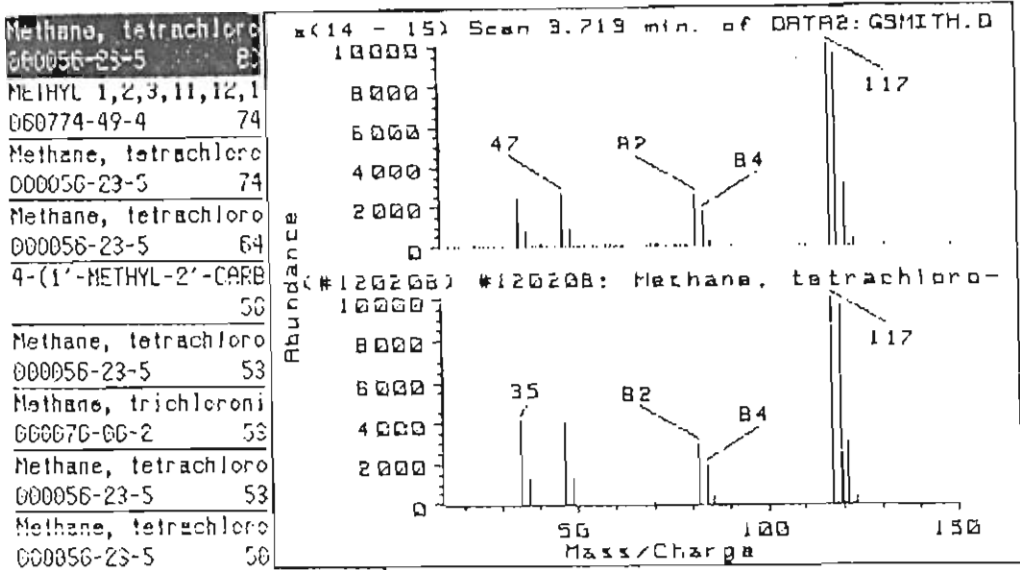 Methane, tetrachloro
000056-23-5
METHYL 1,2,3,11,12,1
060774-49-4 74
Methane, tetrachloro
000056-23-5 74
Methane, tetrachloro
000056-23-5 64
4-(1'-METHYL-2'-CARB
Methane, tetrachloro
000056-23-5 53
Methane, trichloroni
000076-06-2 53
Methane, tetrachloro
000056-23-5 53
Methane, tetrachloro
000056-23-5 50
(14 - 15) Scan 3.719 min. of DATA2:GSMITH.D
10000
8000
6000
4000
2000
0
47
82
84
117
Abundance
(#12020B) #12020B: Methane, tetrachloro-
10000
8000
6000
4000
2000
0
35
82
84
117
50
100
150
Mass/Charge